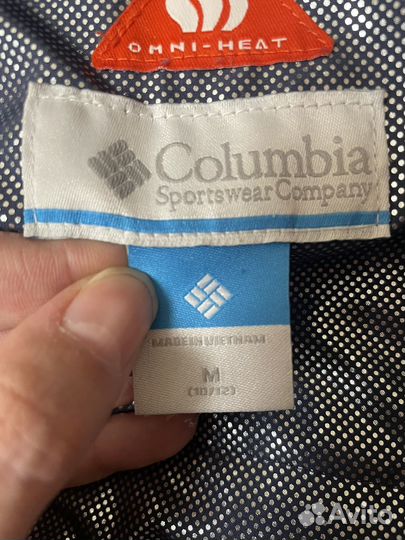 OMNI-HEAT
Columbia
Sportswear Company
MADE IN VIETNAM
M
(10/12)
Avito